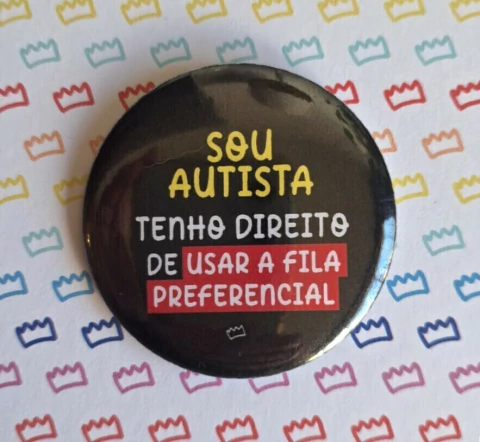 SOU
AUTISTA
TENHO DIREITO
DE USAR A FILA
PREFERENCIAL